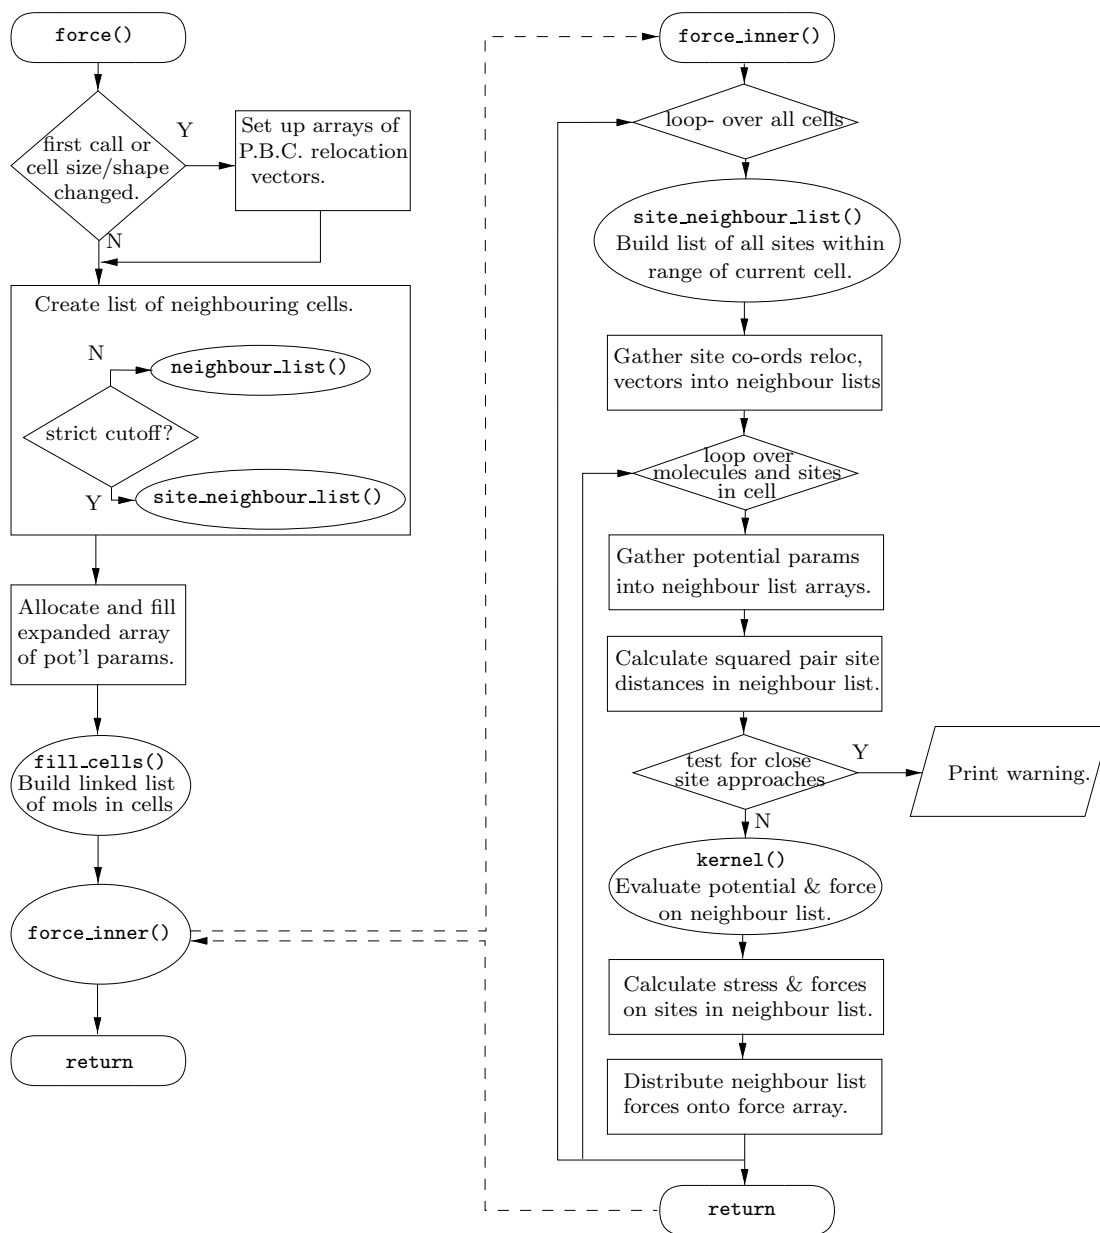 force()
first call or
cell size/shape
changed.
Y
Set up arrays of
P.B.C. relocation
vectors.
N
Create list of neighbouring cells.
N
neighbour_list()
strict cutoff?
Y
site_neighbour_list()
Allocate and fill
expanded array
of pot'l params.
fill_cells()
Build linked list
of mols in cells
force_inner()
return
force_inner()
loop- over all cells
site_neighbour_list()
Build list of all sites within
range of current cell.
Gather site co-ords reloc,
vectors into neighbour lists
loop over
molecules and sites
in cell
Gather potential params
into neighbour list arrays.
Calculate squared pair site
distances in neighbour list.
test for close
site approaches
Y
Print warning.
N
kernel()
Evaluate potential & force
on neighbour list.
Calculate stress & forces
on sites in neighbour list.
Distribute neighbour list
forces onto force array.
return